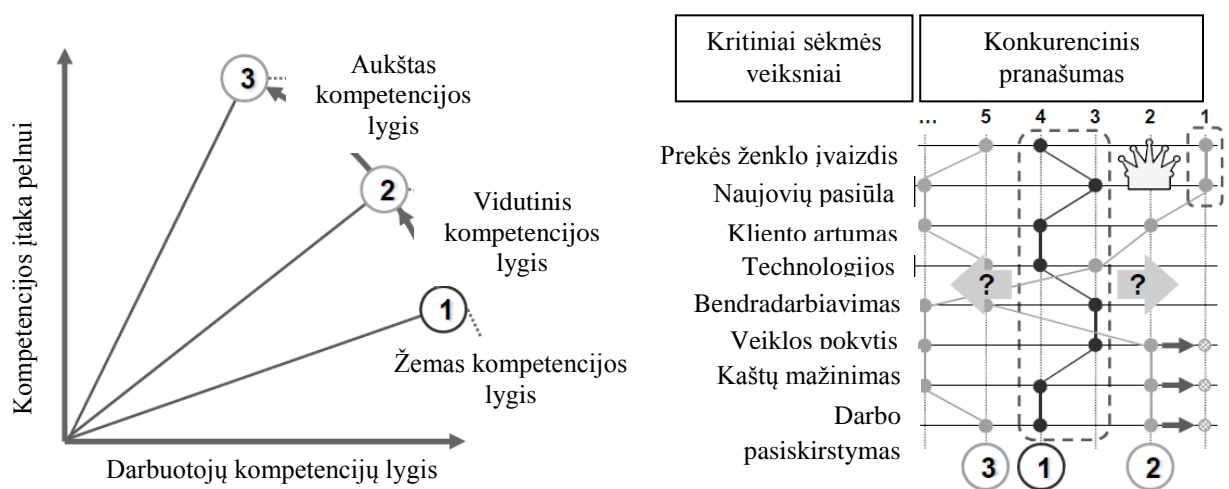 Kompetencijos įtaka pelnui
3
Aukštas
kompetencijos
lygis
2
Vidutinis
kompetencijos
lygis
1
Žemas kompetencijos
lygis
Darbuotojų kompetencijų lygis
Kritiniai sėkmės
veiksniai
Konkurencinis
pranašumas
... 5 4 3 2 1
Prekės ženklo įvaizdis
Naujovių pasiūla
Kliento artumas
Technologijos
? ?
Bendradarbiavimas
Veiklos pokytis
Kaštų mažinimas
Darbo
pasiskirstymas
3 1 2